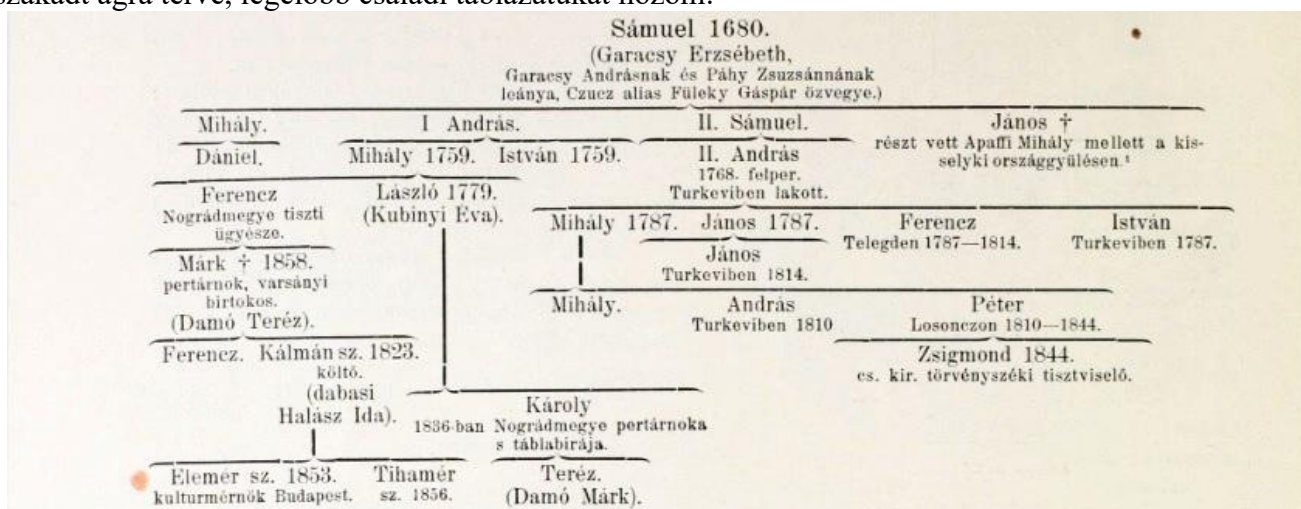 szakadt ágra térve, legelőbb családi táblázatukat hozom:
Sámuel 1680.
(Garacsy Erzsébeth,
Garacsy Andrásnak és Páhy Zsuzsánnának
leánya, Czucz alias Füleky Gáspár özvegye.)
Mihály. I András. II. Sámuel. János †
részt vett Apaffi Mihály mellett a kis-
selyki országgyülésen.¹
Dániel. Mihály 1759. István 1759. II. András
1768. felper.
Turkeviben lakott.
Ferencz László 1779.
Nográdmegye tiszti (Kubinyi Éva).
ügyésze.
Mihály 1787. János 1787. Ferencz István
Telegden 1787—1814. Turkeviben 1787.
Márk † 1858. János
pertárnok, varsányi Turkeviben 1814.
birtokos.
(Damó Teréz).
Mihály. András Péter
Turkeviben 1810 Losonczon 1810—1844.
Ferencz. Kálmán sz. 1823. Zsigmond 1844.
költő. cs. kir. törvényszéki tisztviselő.
(dabasi
Halász Ida).
Károly
1836-ban Nográdmegye pertárnoka
s táblabirája.
Elemér sz. 1853. Tihamér Teréz.
kulturmérnök Budapest. sz. 1856. (Damó Márk).